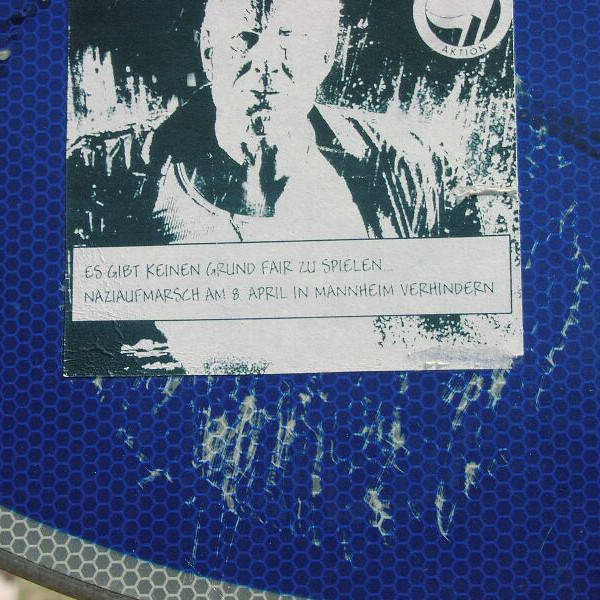 AKTION
ES GIBT KEINEN GRUND FAIR ZU SPIELEN...
NAZIAUFMARSCH AM 8. APRIL IN MANNHEIM VERHINDERN